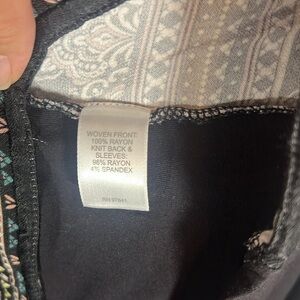 WOVEN FRONT:
100% RAYON
KNIT BACK &
SLEEVES:
96% RAYON
4% SPANDEX